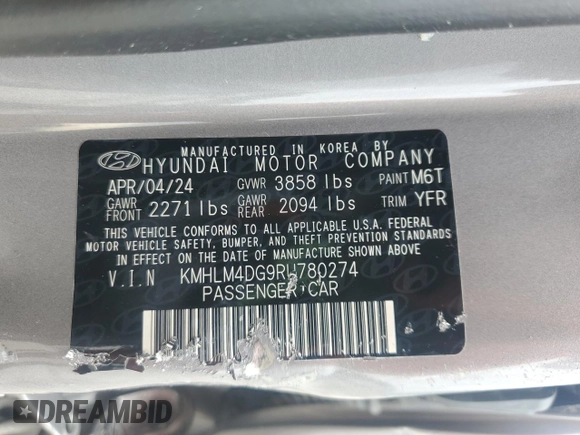 MANUFACTURED IN KOREA BY
HYUNDAI MOTOR COMPANY
APR/04/24 GVWR 3858 lbs PAINT M6T
GAWR FRONT 2271 lbs GAWR REAR 2094 lbs TRIM YFR
THIS VEHICLE CONFORMS TO ALL APPLICABLE U.S.A. FEDERAL
MOTOR VEHICLE SAFETY, BUMPER, AND THEFT PREVENTION STANDARDS
IN EFFECT ON THE DATE OF MANUFACTURE SHOWN ABOVE.
V.I.N KMHLM4DG9RU780274
PASSENGER CAR
DREAMBID